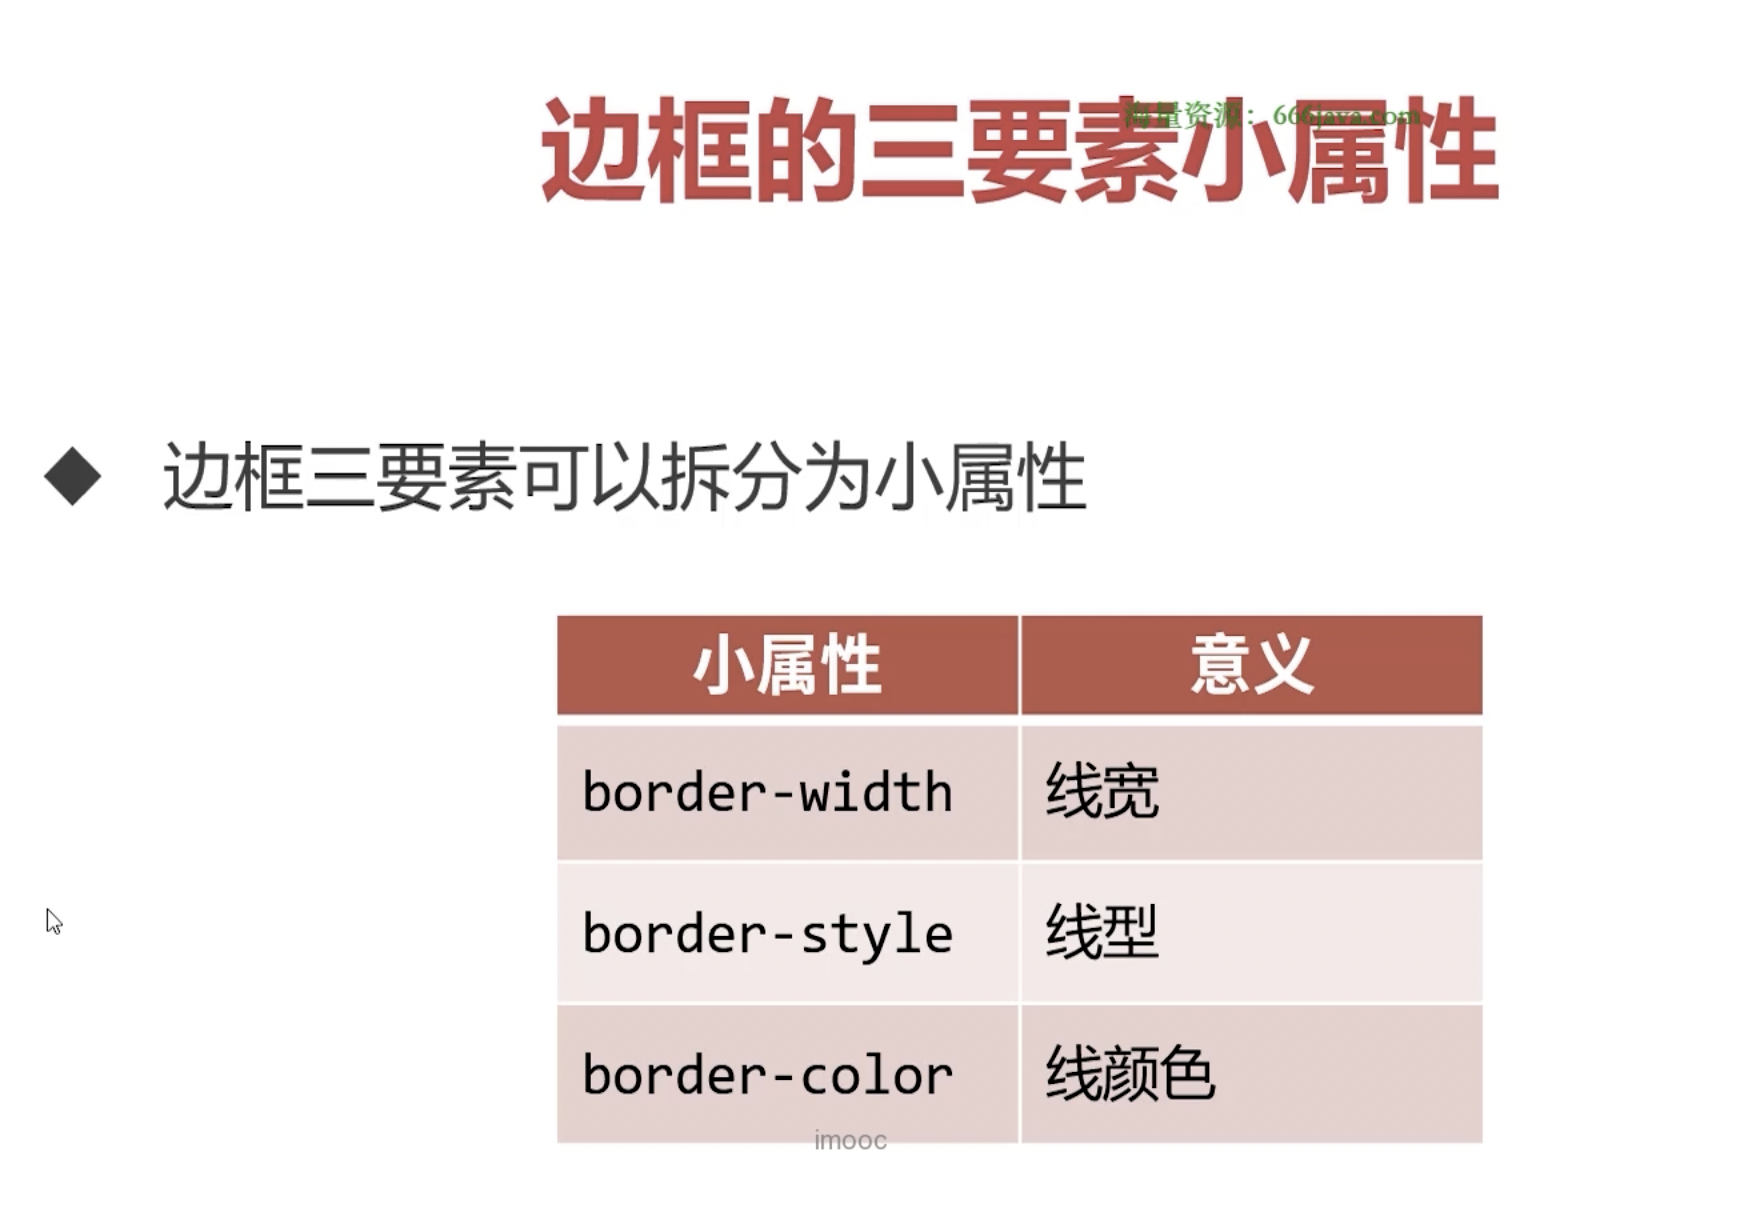 海量资源：666java.com
边框的三要素小属性
◆ 边框三要素可以拆分为小属性
小属性 意义
border-width 线宽
border-style 线型
border-color 线颜色
imooc